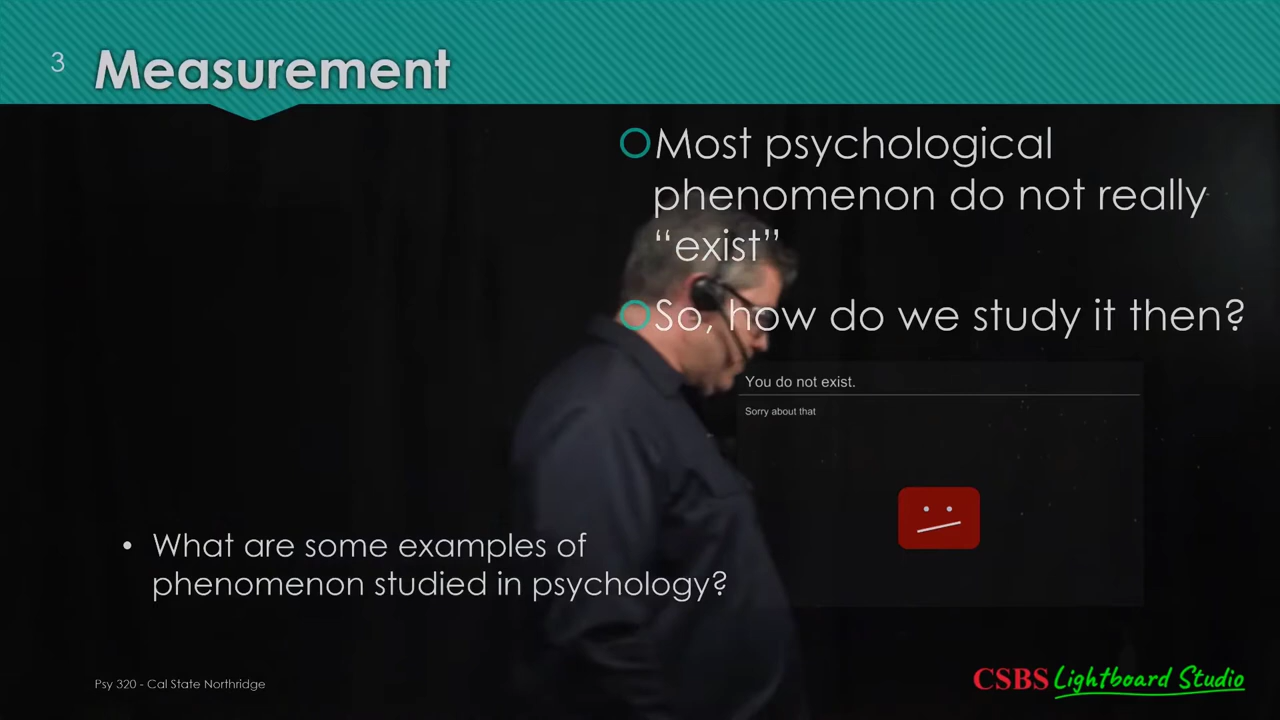 3
Measurement
Most psychological
phenomenon do not really
“exist”
So, how do we study it then?
You do not exist.
Sorry about that
• What are some examples of
phenomenon studied in psychology?
Psy 320 - Cal State Northridge
CSBS Lightboard Studio